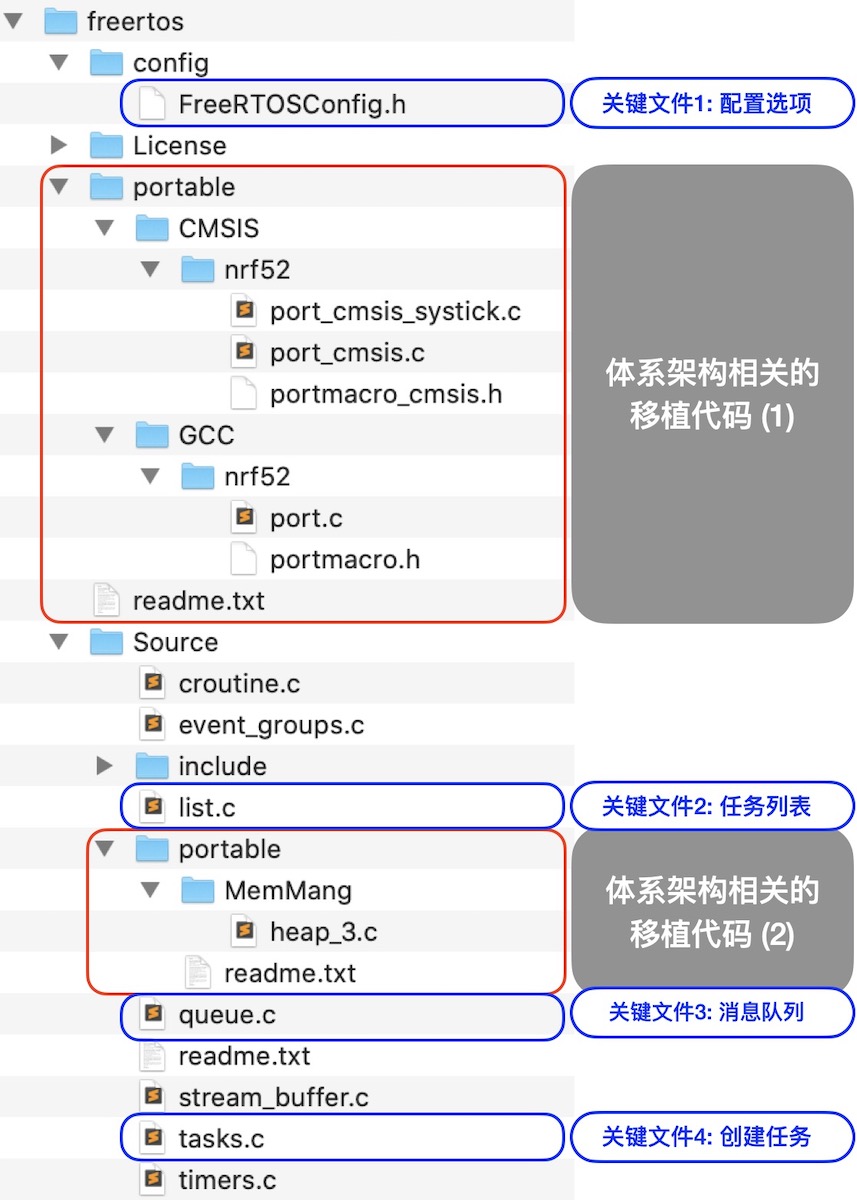 freertos
config
FreeRTOSConfig.h
关键文件1: 配置选项
License
portable
CMSIS
nrf52
port_cmsis_systick.c
port_cmsis.c
portmacro_cmsis.h
体系架构相关的
移植代码 (1)
GCC
nrf52
port.c
portmacro.h
readme.txt
Source
croutine.c
event_groups.c
include
list.c
关键文件2: 任务列表
portable
MemMang
heap_3.c
readme.txt
体系架构相关的
移植代码 (2)
queue.c
关键文件3: 消息队列
readme.txt
stream_buffer.c
tasks.c
关键文件4: 创建任务
timers.c